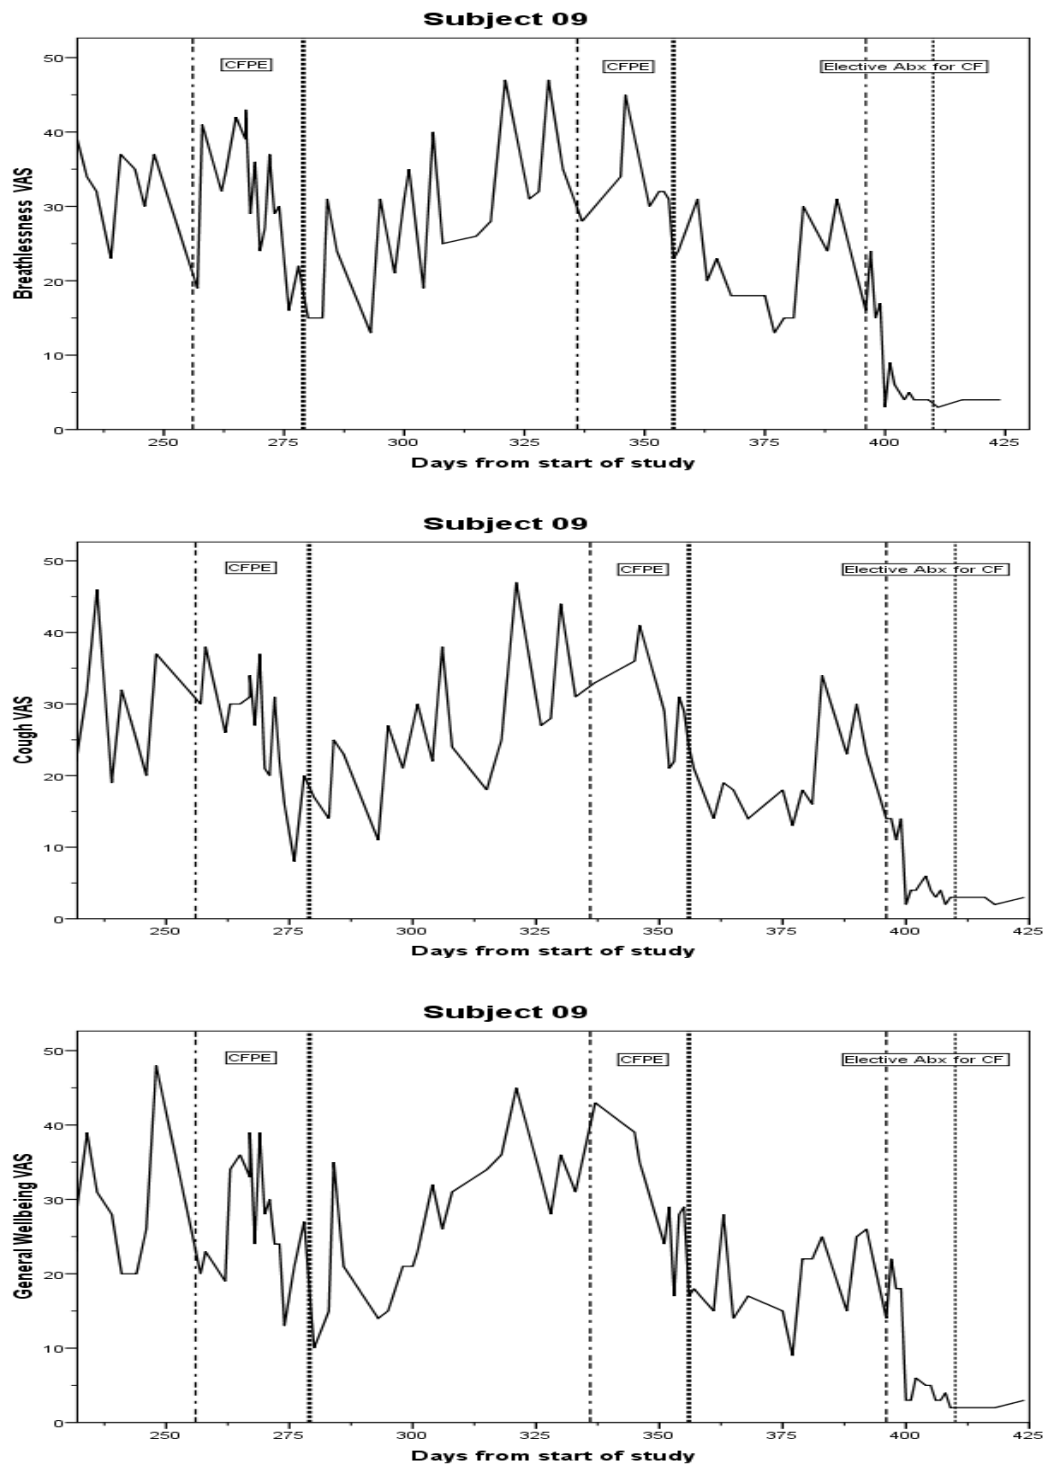 Subject 09
50
CFPE
CFPE
Elective Abx for CF
40
30
20
10
0
Breathlessness VAS
250
275
300
325
350
375
400
425
Days from start of study
Subject 09
50
CFPE
CFPE
Elective Abx for CF
40
30
20
10
0
Cough VAS
250
275
300
325
350
375
400
425
Days from start of study
Subject 09
50
CFPE
CFPE
Elective Abx for CF
40
30
20
10
0
General Wellbeing VAS
250
275
300
325
350
375
400
425
Days from start of study